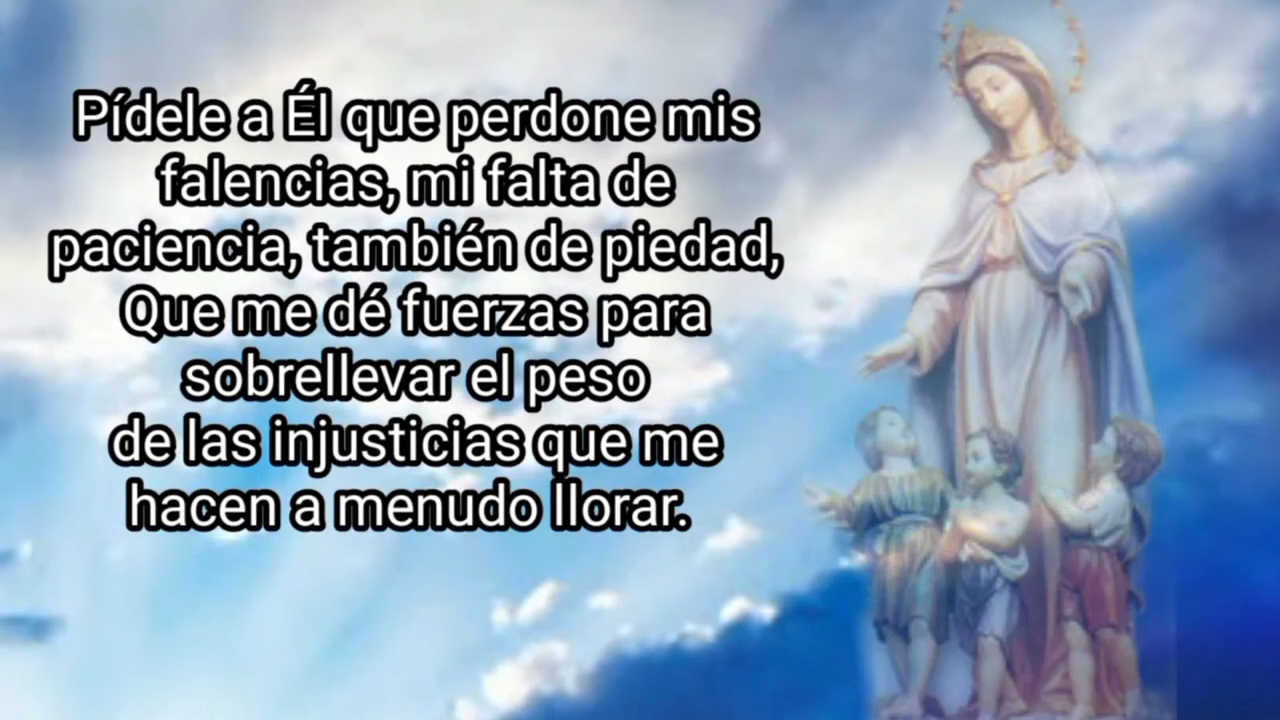 Pídele a Él que perdone mis
falencias, mi falta de
paciencia, también de piedad,
Que me dé fuerzas para
sobrellevar el peso
de las injusticias que me
hacen a menudo llorar.